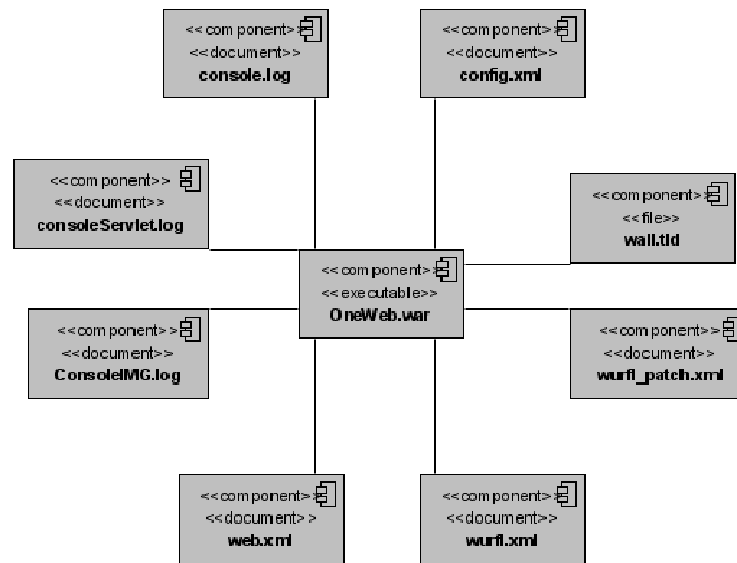 <<component>>
<<document>>
console.log
<<component>>
<<document>>
config.xml
<<component>>
<<document>>
consoleServlet.log
<<component>>
<<file>>
wall.tld
<<component>>
<<executable>>
OneWeb.war
<<component>>
<<document>>
ConsoleIMG.log
<<component>>
<<document>>
wurfl_patch.xml
<<component>>
<<document>>
web.xml
<<component>>
<<document>>
wurfl.xml